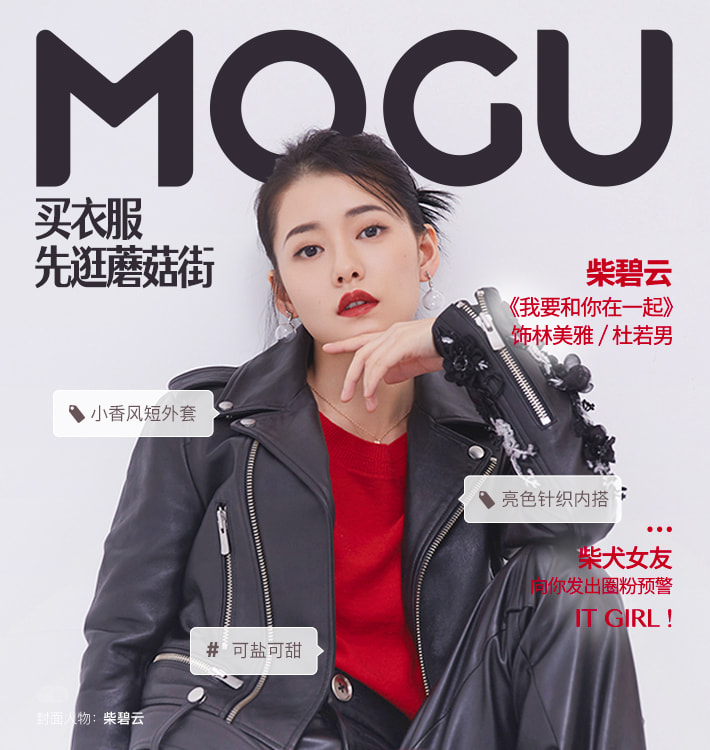 MOGU
买衣服
先逛蘑菇街
柴碧云
《我要和你在一起》
饰林美雅 / 杜若男
小香风短外套
亮色针织内搭
...
柴犬女友
向你发出圈粉预警
IT GIRL !
# 可盐可甜
封面人物：柴碧云